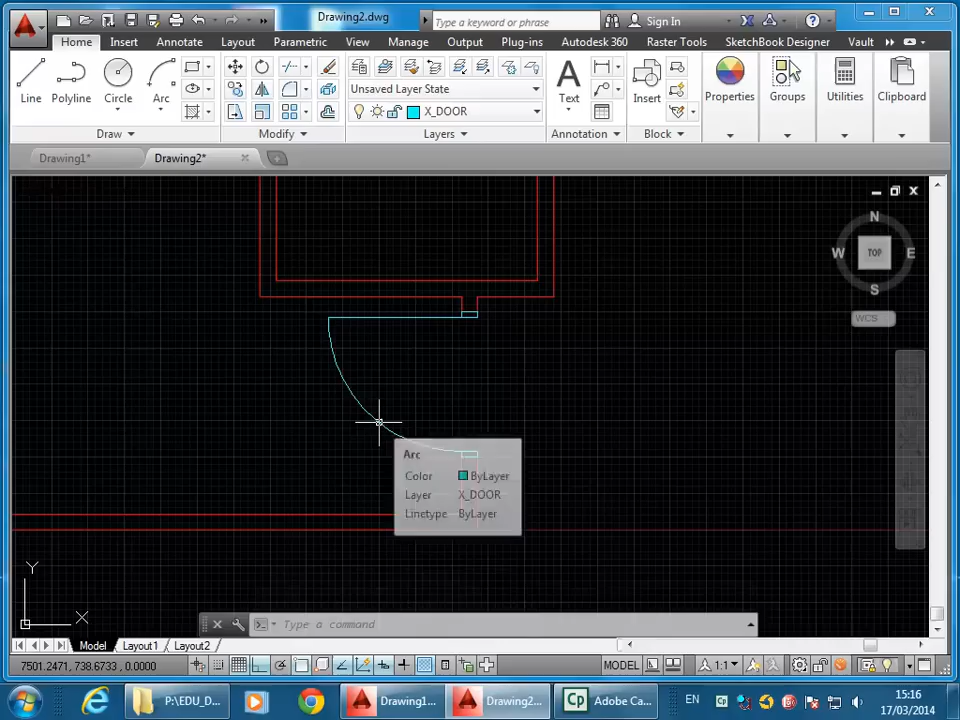 Drawing2.dwg
Type a keyword or phrase
Sign In
Home Insert Annotate Layout Parametric View Manage Output Plug-ins Autodesk 360 Raster Tools SketchBook Designer Vault
Unsaved Layer State
Line Polyline Circle Arc Text Insert Properties Groups Utilities Clipboard
X_DOOR
Draw Modify Layers Annotation Block
Drawing1* Drawing2*
N
W TOP E
S
WCS
Arc
Color ByLayer
Layer X_DOOR
Linetype ByLayer
Y
X
Type a command
Model Layout1 Layout2
7501.2471, 738.6733, 0.0000 MODEL 1:1
P:\EDU_D... Drawing1... Drawing2... Cp Adobe Ca... EN Cp 15:16
17/03/2014